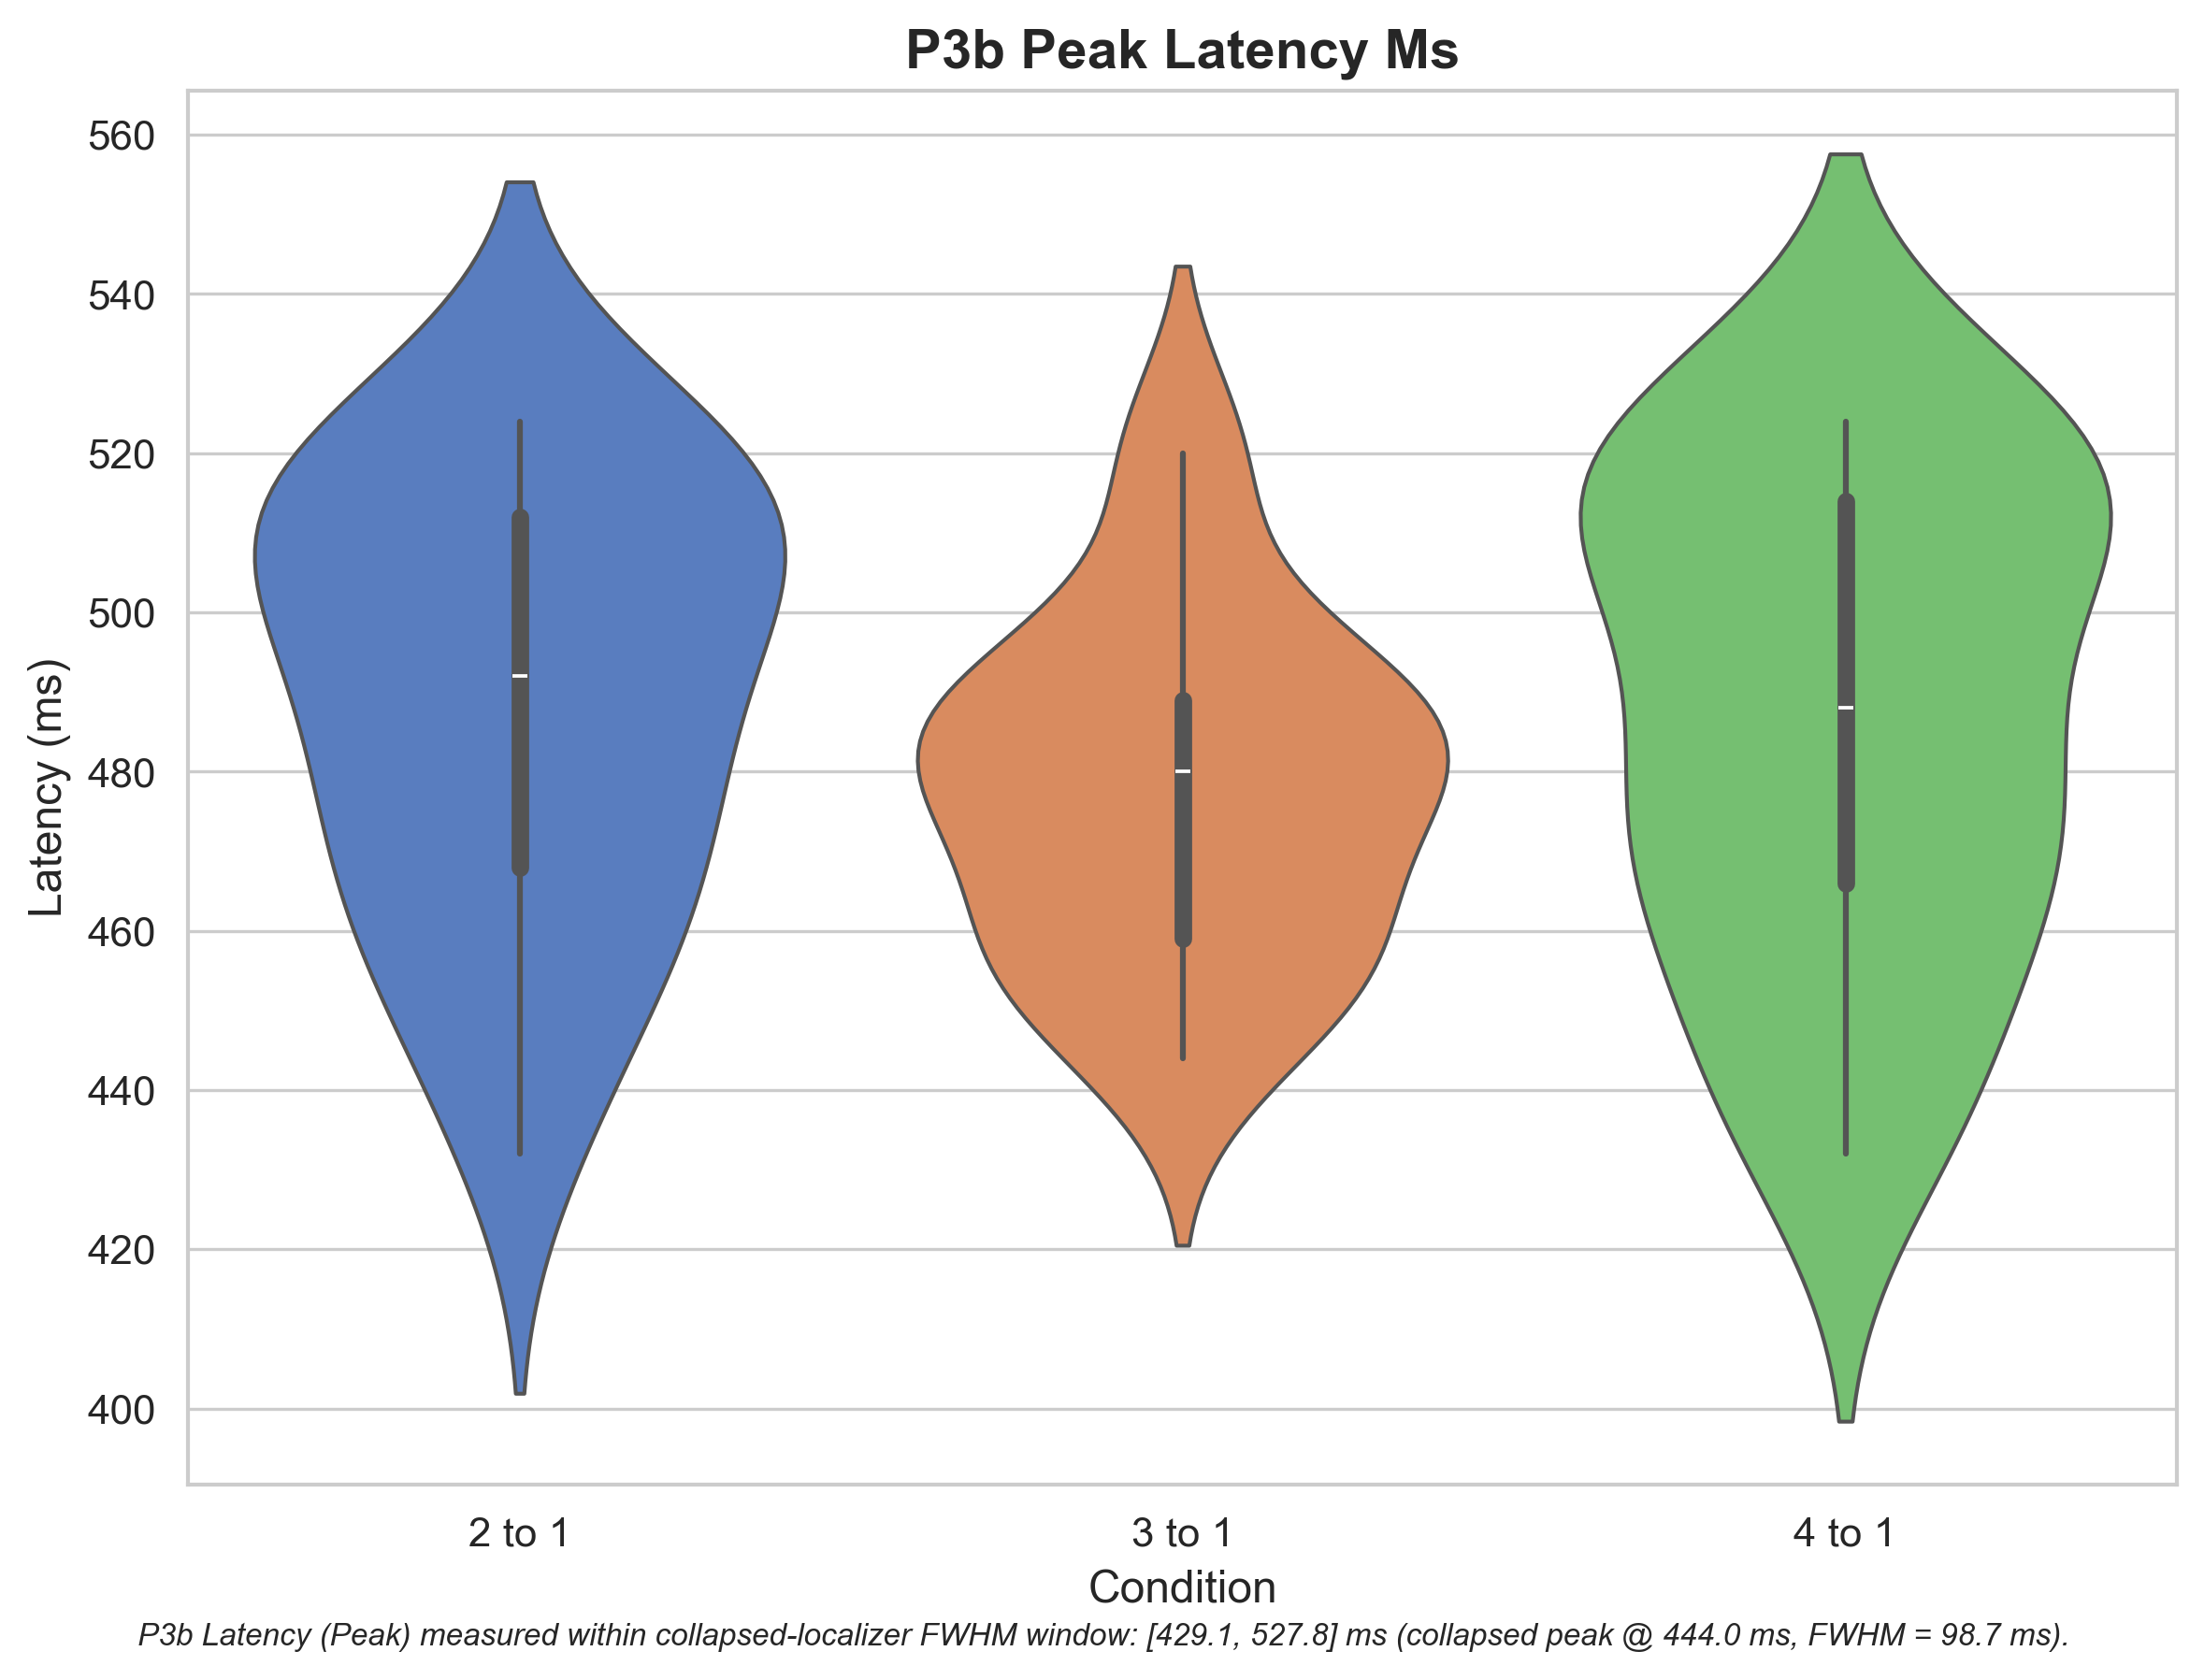 P3b Peak Latency Ms
Latency (ms)
560
540
520
500
480
460
440
420
400
2 to 1
3 to 1
4 to 1
Condition
P3b Latency (Peak) measured within collapsed-localizer FWHM window: [429.1, 527.8] ms (collapsed peak @ 444.0 ms, FWHM = 98.7 ms).